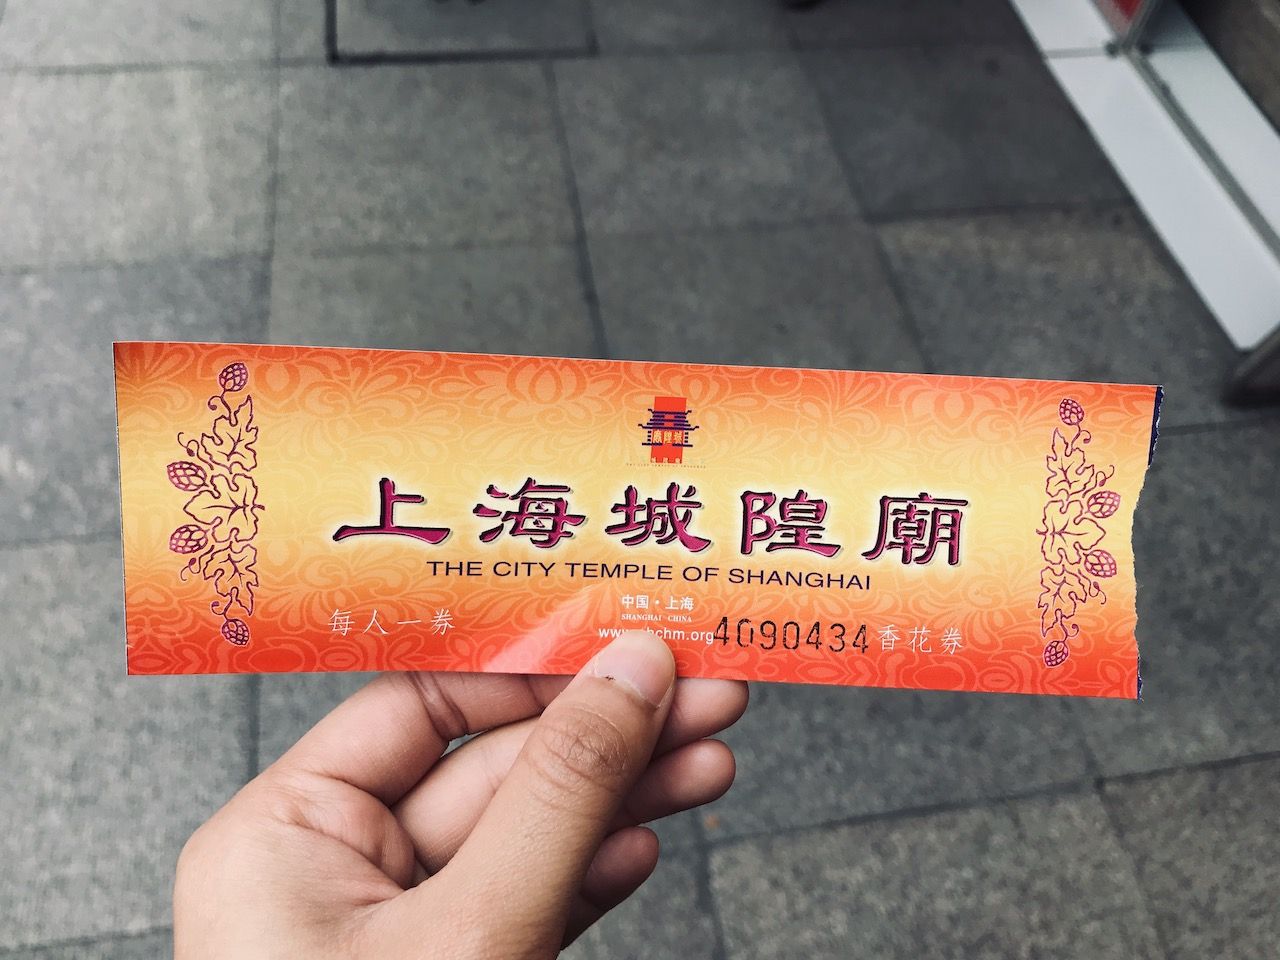 上海城隍廟
THE CITY TEMPLE OF SHANGHAI
中国·上海
SHANGHAI CHINA
每人一券
4090434 香花券